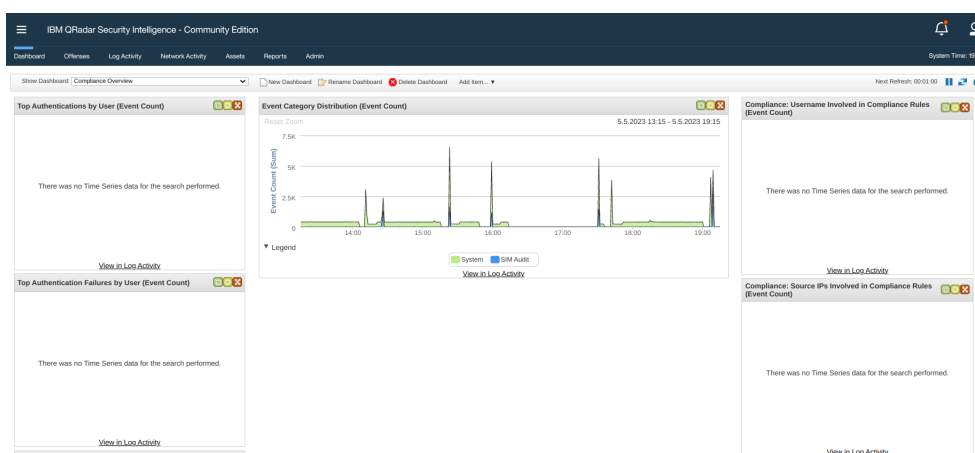 IBM QRadar Security Intelligence - Community Edition
Dashboard Offenses Log Activity Network Activity Assets Reports Admin
System Time: 19
Show Dashboard: Compliance Overview New Dashboard Rename Dashboard Delete Dashboard Add Item... ▼ Next Refresh: 00:01:00
Top Authentications by User (Event Count)
There was no Time Series data for the search performed.
View in Log Activity
Top Authentication Failures by User (Event Count)
There was no Time Series data for the search performed.
View in Log Activity
Event Category Distribution (Event Count)
Reset Zoom 5.5.2023 13:15 - 5.5.2023 19:15
Event Count (Sum)
7.5K
5K
2.5K
0
14:00 15:00 16:00 17:00 18:00 19:00
▼ Legend
System SIM Audit
View in Log Activity
Compliance: Username Involved in Compliance Rules
(Event Count)
There was no Time Series data for the search performed.
View in Log Activity
Compliance: Source IPs Involved in Compliance Rules
(Event Count)
There was no Time Series data for the search performed.
View in Log Activity